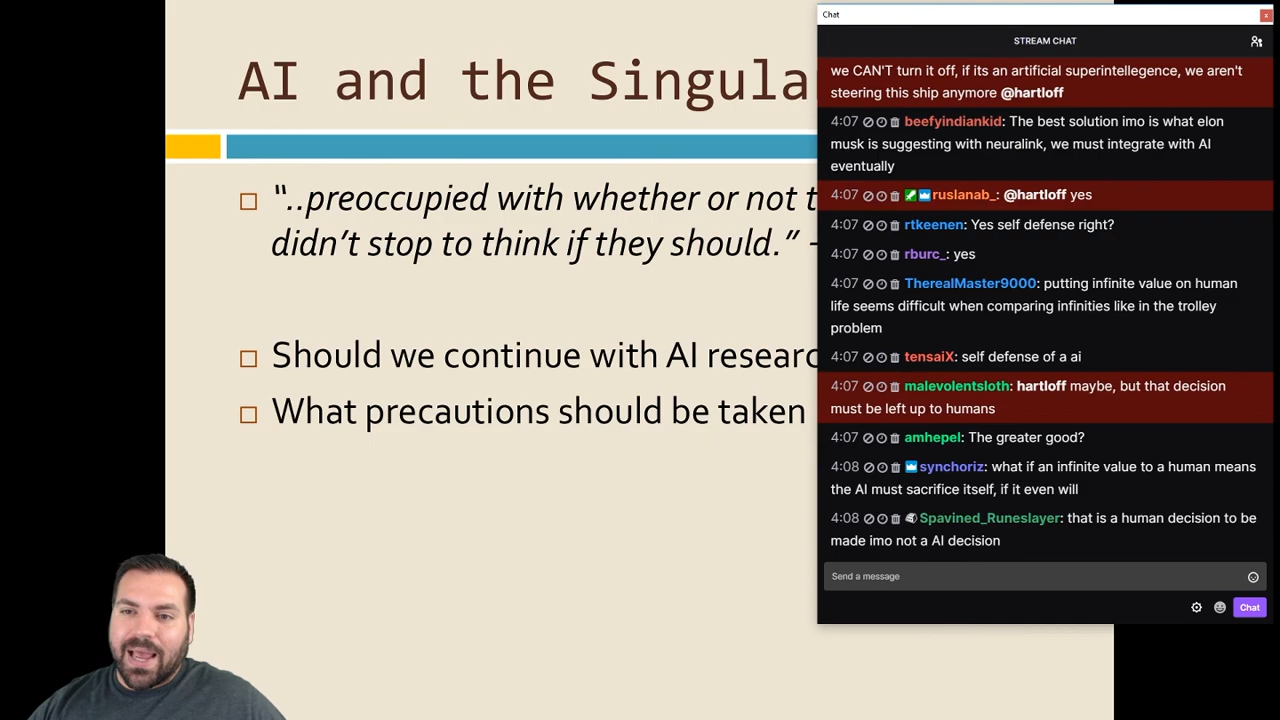 AI and the Singula
“..preoccupied with whether or not t
didn’t stop to think if they should.” -
Should we continue with AI researc
What precautions should be taken
Chat
x
STREAM CHAT
we CAN'T turn it off, if its an artificial superintellegence, we aren't
steering this ship anymore @hartloff
4:07 beefyindiankid: The best solution imo is what elon
musk is suggesting with neuralink, we must integrate with AI
eventually
4:07 ruslanab_: @hartloff yes
4:07 rtkeenen: Yes self defense right?
4:07 rburc_: yes
4:07 TherealMaster9000: putting infinite value on human
life seems difficult when comparing infinities like in the trolley
problem
4:07 tensaiX: self defense of a ai
4:07 malevolentsloth: hartloff maybe, but that decision
must be left up to humans
4:07 amhepel: The greater good?
4:08 synchoriz: what if an infinite value to a human means
the AI must sacrifice itself, if it even will
4:08 Spavined_Runeslayer: that is a human decision to be
made imo not a AI decision
Send a message
Chat